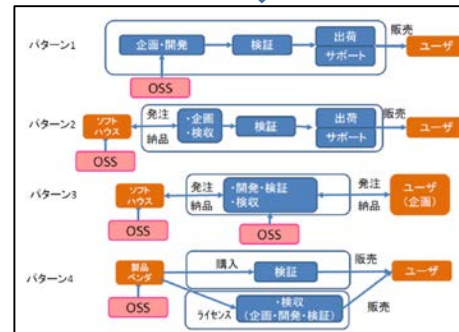 パターン1
企画・開発
検証
出荷
サポート
販売
ユーザ
OSS
パターン2
ソフト
ハウス
OSS
発注
納品
・企画
・検収
検証
出荷
サポート
販売
ユーザ
パターン3
ソフト
ハウス
OSS
発注
納品
・開発・検証
・検収
OSS
発注
納品
ユーザ
(企画)
パターン4
製品
ベンダ
OSS
購入
検証
販売
ユーザ
ライセンス
・検収
(企画・開発・検証)
販売